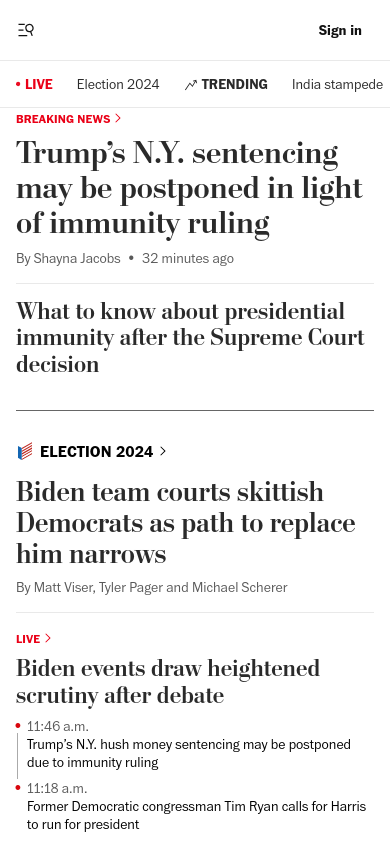 Sign in
LIVE
Election 2024
TRENDING
India stampede
BREAKING NEWS
Trump's N.Y. sentencing
may be postponed in light
of immunity ruling
By Shayna Jacobs • 32 minutes ago
What to know about presidential
immunity after the Supreme Court
decision
ELECTION 2024
Biden team courts skittish
Democrats as path to replace
him narrows
By Matt Viser, Tyler Pager and Michael Scherer
LIVE
Biden events draw heightened
scrutiny after debate
11:46 a.m.
Trump's N.Y. hush money sentencing may be postponed
due to immunity ruling
11:18 a.m.
Former Democratic congressman Tim Ryan calls for Harris
to run for president